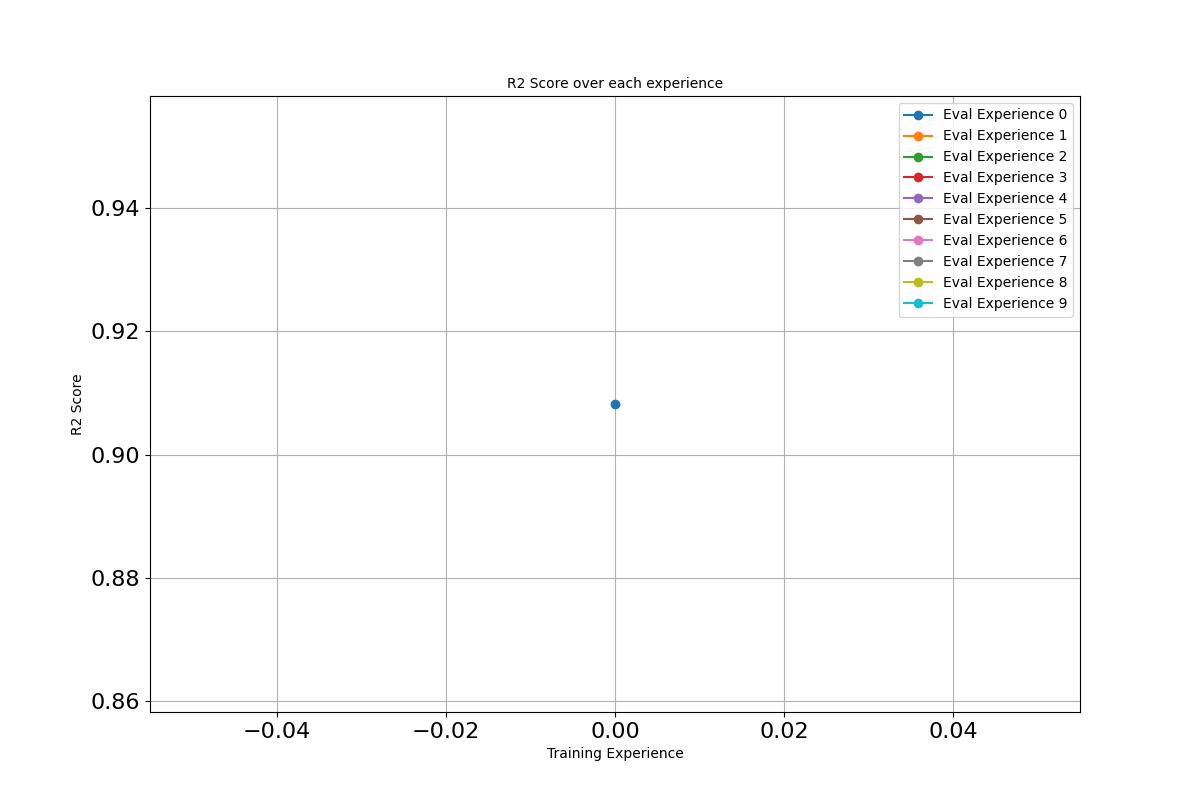 R2 Score over each experience
Eval Experience 0
Eval Experience 1
Eval Experience 2
Eval Experience 3
Eval Experience 4
Eval Experience 5
Eval Experience 6
Eval Experience 7
Eval Experience 8
Eval Experience 9
0.94
0.92
0.90
0.88
0.86
R2 Score
−0.04 −0.02 0.00 0.02 0.04
Training Experience